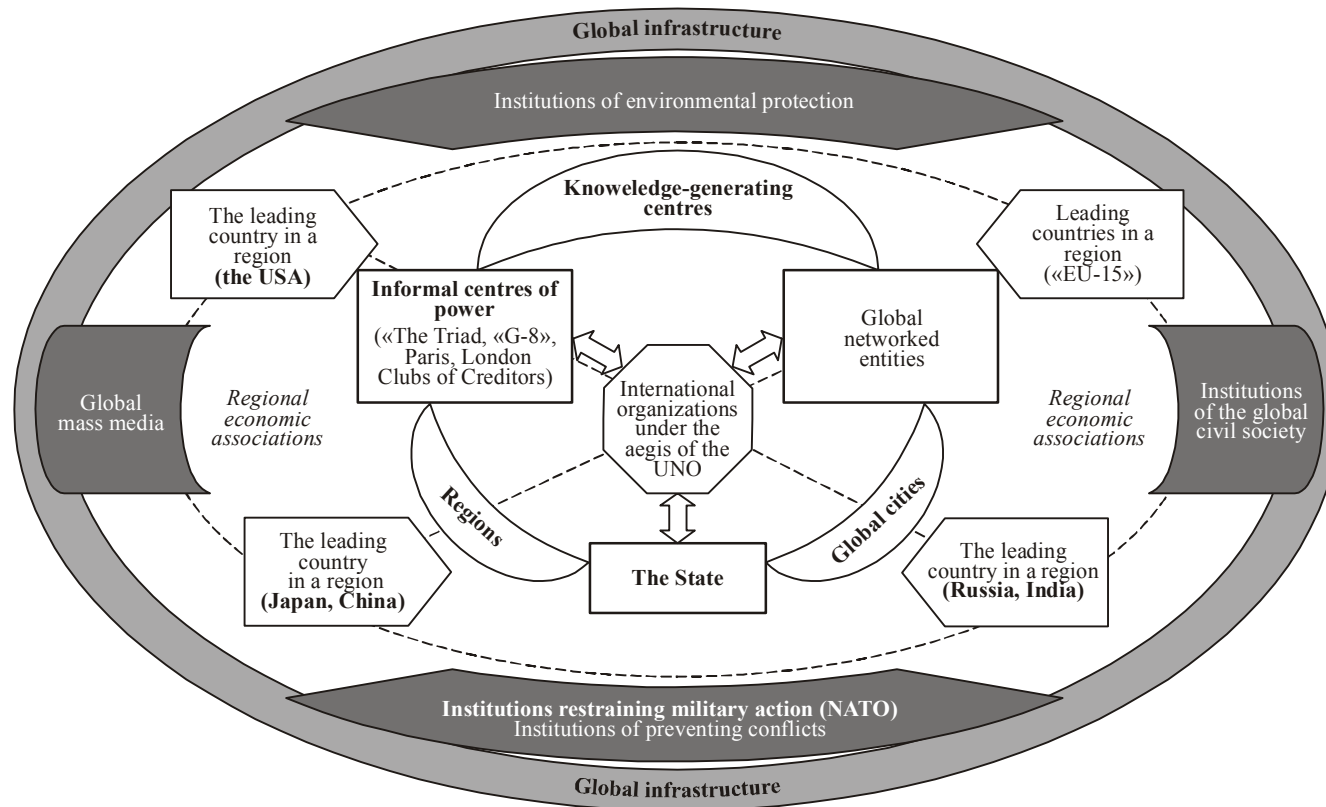 Global infrastructure
Institutions of environmental protection
Knoweledge-generating
centres
The leading
country in a
region
(the USA)
Leading
countries in a
region
(«EU-15»)
Informal centres of
power
(«The Triad, «G-8»,
Paris, London
Clubs of Creditors)
Global
networked
entities
International
organizations
under the
aegis of the
UNO
Global
mass media
Regional
economic
associations
Regional
economic
associations
Institutions
of the global
civil society
Regions
Global cities
The leading
country
in a region
(Japan, China)
The State
The leading
country in a region
(Russia, India)
Institutions restraining military action (NATO)
Institutions of preventing conflicts
Global infrastructure